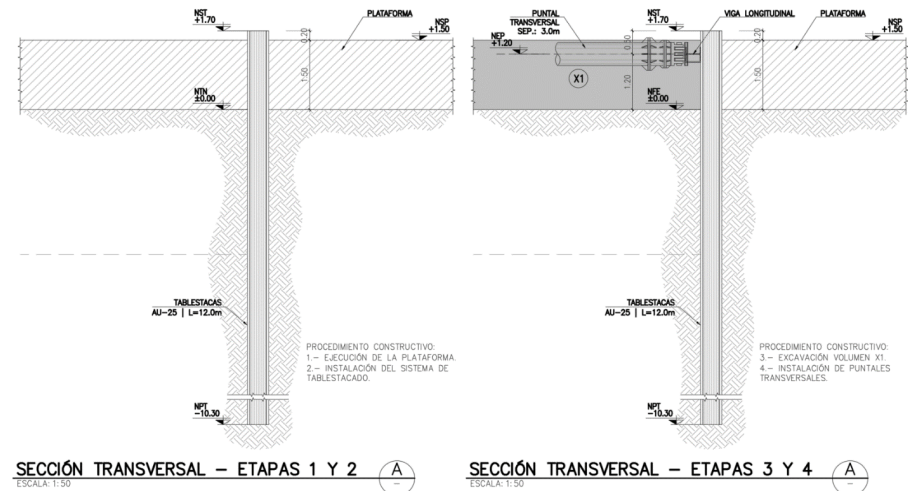 NST
+1.70
PLATAFORMA
NSP
+1.50
0.20
1.50
NTN
±0.00
TABLESTACAS
AU-25 | L=12.0m
PROCEDIMIENTO CONSTRUCTIVO:
1.- EJECUCIÓN DE LA PLATAFORMA.
2.- INSTALACIÓN DEL SISTEMA DE
TABLESTACADO.
NPT
-10.30
SECCIÓN TRANSVERSAL - ETAPAS 1 Y 2
A
-
ESCALA: 1:50
PUNTAL
TRANSVERSAL
SEP.: 3.0m
NST
+1.70
VIGA LONGITUDINAL
PLATAFORMA
NSP
+1.50
NEP
+1.20
0.20
1.50
X1
1.20
NFE
±0.00
TABLESTACAS
AU-25 | L=12.0m
PROCEDIMIENTO CONSTRUCTIVO:
3.- EXCAVACIÓN VOLUMEN X1.
4.- INSTALACIÓN DE PUNTALES
TRANSVERSALES.
NPT
-10.30
SECCIÓN TRANSVERSAL - ETAPAS 3 Y 4
A
-
ESCALA: 1:50